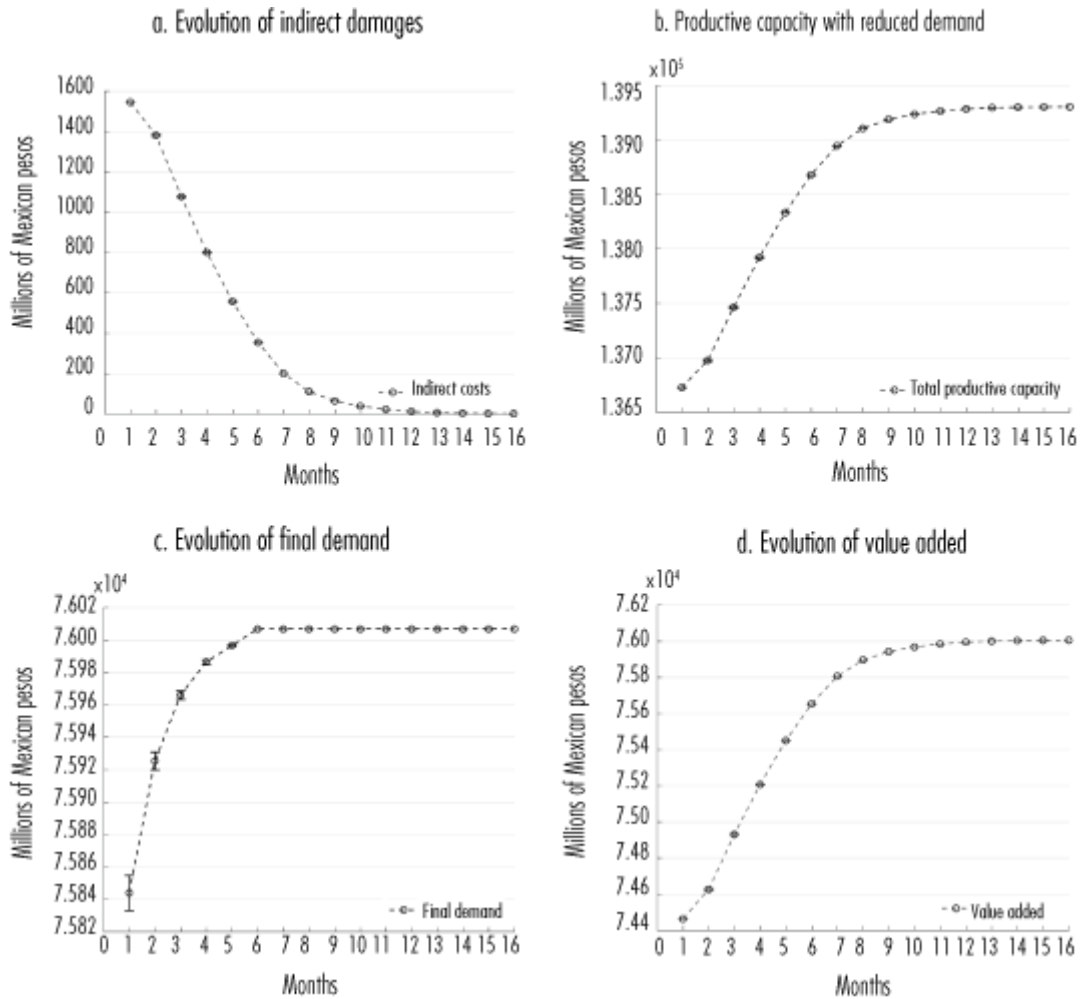 a. Evolution of indirect damages
Millions of Mexican pesos
1600
1400
1200
1000
800
600
400
200
0
Indirect costs
0 1 2 3 4 5 6 7 8 9 10 11 12 13 14 15 16
Months
b. Productive capacity with reduced demand
x10⁵
Millions of Mexican pesos
1.395
1.390
1.385
1.380
1.375
1.370
1.365
Total productive capacity
0 1 2 3 4 5 6 7 8 9 10 11 12 13 14 15 16
Months
c. Evolution of final demand
x10⁴
Millions of Mexican pesos
7.602
7.600
7.598
7.596
7.594
7.592
7.590
7.588
7.586
7.584
7.582
Final demand
0 1 2 3 4 5 6 7 8 9 10 11 12 13 14 15 16
Months
d. Evolution of value added
x10⁴
Millions of Mexican pesos
7.62
7.60
7.58
7.56
7.54
7.52
7.50
7.48
7.46
7.44
Value added
0 1 2 3 4 5 6 7 8 9 10 11 12 13 14 15 16
Months